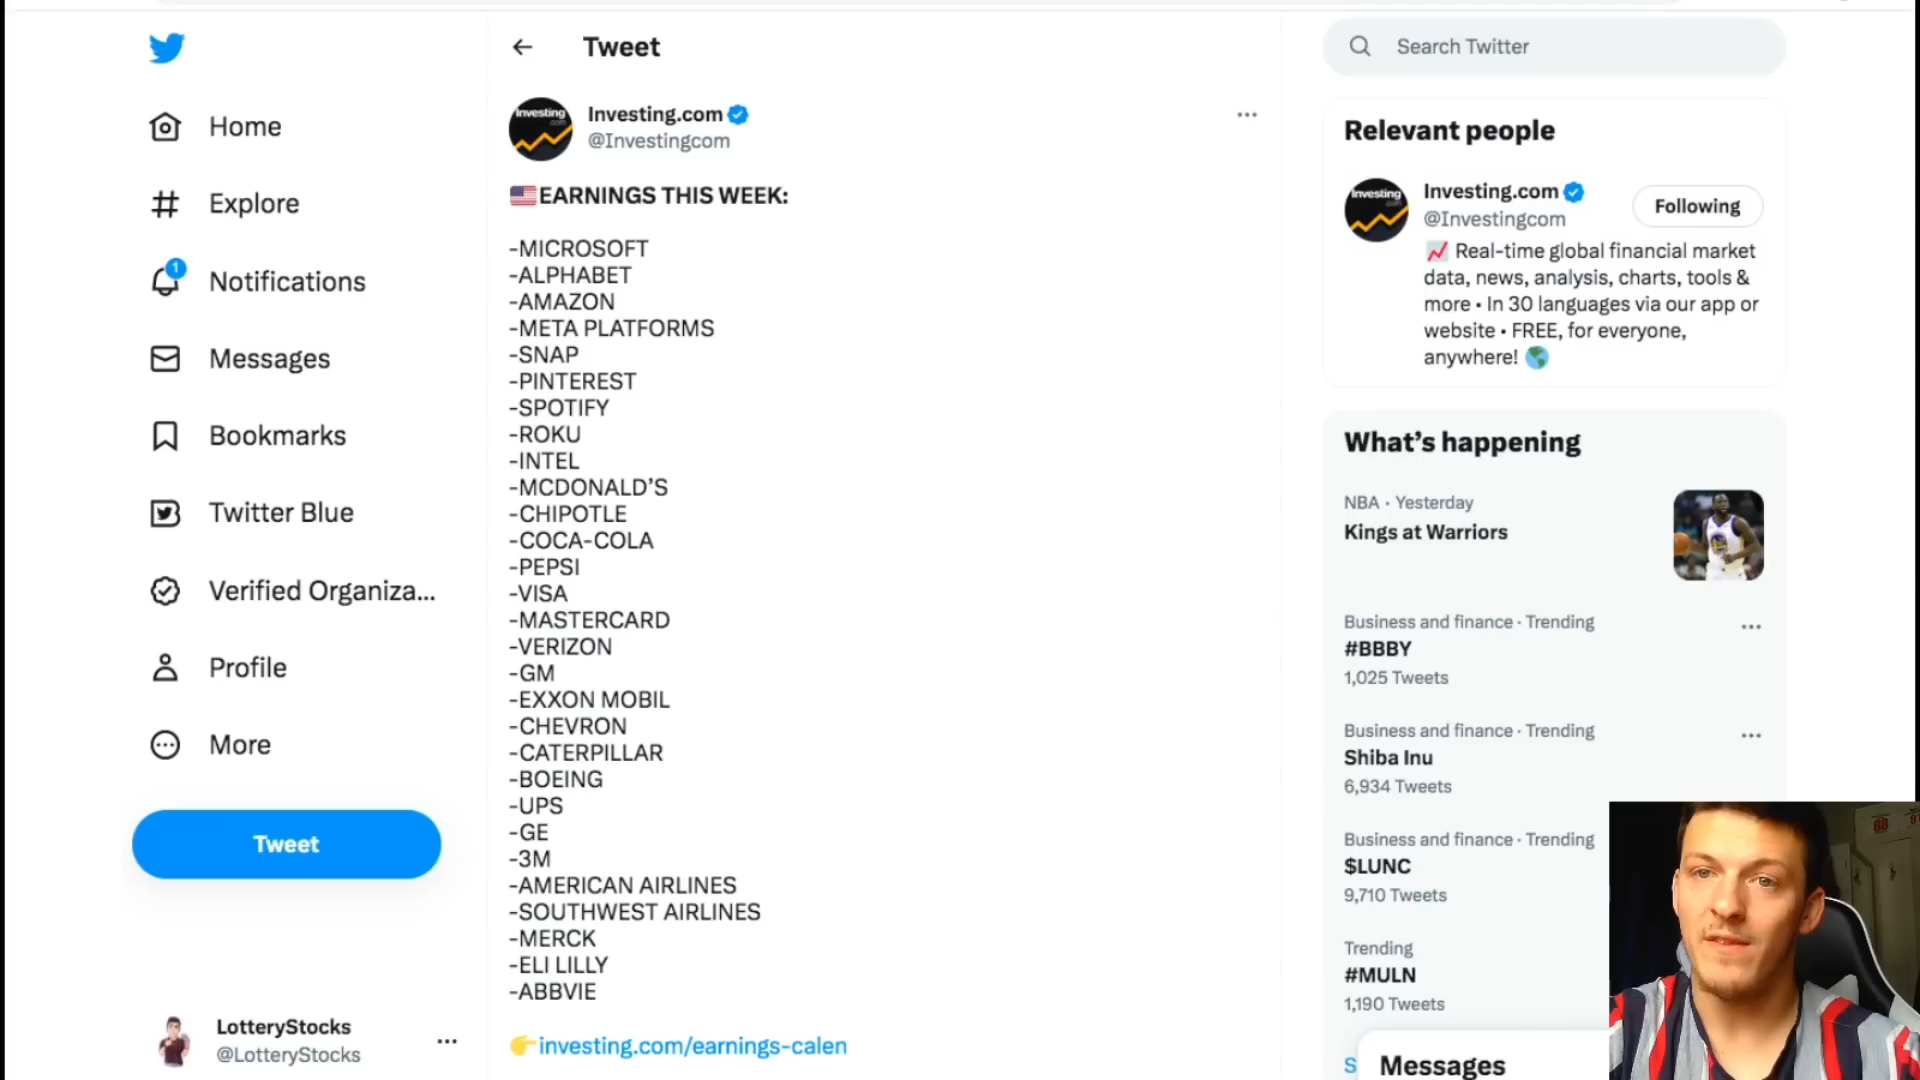 Home
Explore
1
Notifications
Messages
Bookmarks
Twitter Blue
Verified Organiza...
Profile
More
Tweet
LotteryStocks
@LotteryStocks
Tweet
Investing.com
@Investingcom
EARNINGS THIS WEEK:
-MICROSOFT
-ALPHABET
-AMAZON
-META PLATFORMS
-SNAP
-PINTEREST
-SPOTIFY
-ROKU
-INTEL
-MCDONALD’S
-CHIPOTLE
-COCA-COLA
-PEPSI
-VISA
-MASTERCARD
-VERIZON
-GM
-EXXON MOBIL
-CHEVRON
-CATERPILLAR
-BOEING
-UPS
-GE
-3M
-AMERICAN AIRLINES
-SOUTHWEST AIRLINES
-MERCK
-ELI LILLY
-ABBVIE
investing.com/earnings-calen
Search Twitter
Relevant people
Investing.com
@Investingcom
Following
Real-time global financial market
data, news, analysis, charts, tools &
more • In 30 languages via our app or
website • FREE, for everyone,
anywhere!
What’s happening
NBA · Yesterday
Kings at Warriors
Business and finance · Trending
#BBBY
1,025 Tweets
Business and finance · Trending
Shiba Inu
6,934 Tweets
Business and finance · Trending
$LUNC
9,710 Tweets
Trending
#MULN
1,190 Tweets
S
Messages